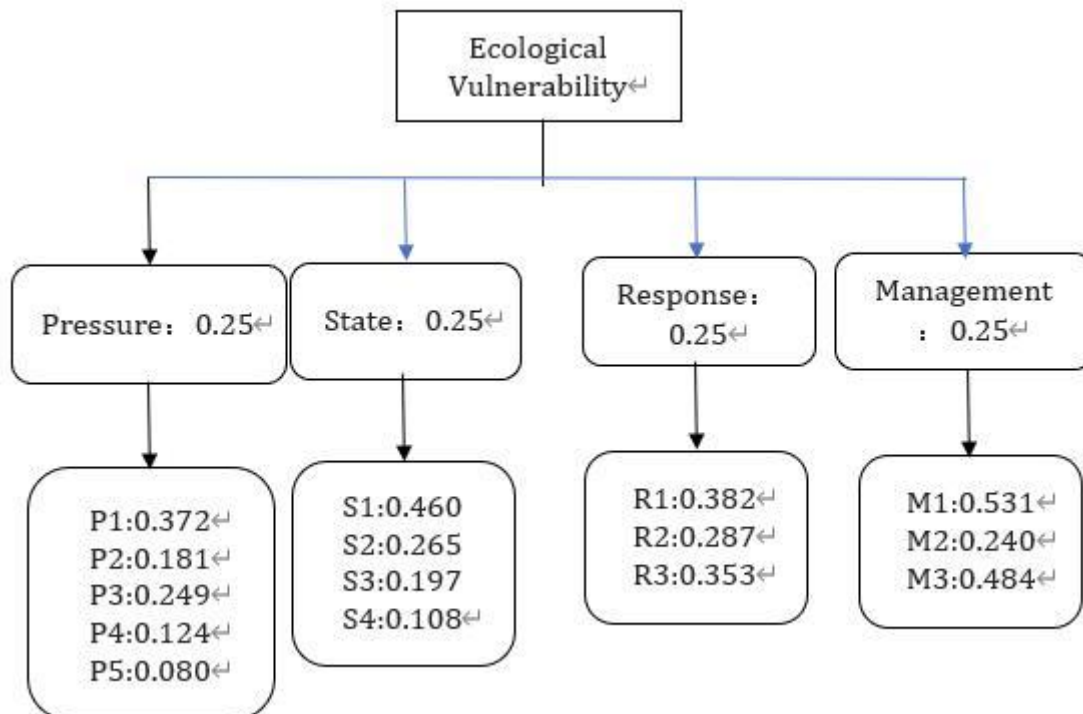 Ecological
Vulnerability↵
Pressure：0.25↵
State：0.25↵
Response：
0.25↵
Management
：0.25↵
P1:0.372↵
P2:0.181↵
P3:0.249↵
P4:0.124↵
P5:0.080↵
S1:0.460
S2:0.265
S3:0.197
S4:0.108↵
R1:0.382↵
R2:0.287↵
R3:0.353↵
M1:0.531↵
M2:0.240↵
M3:0.484↵